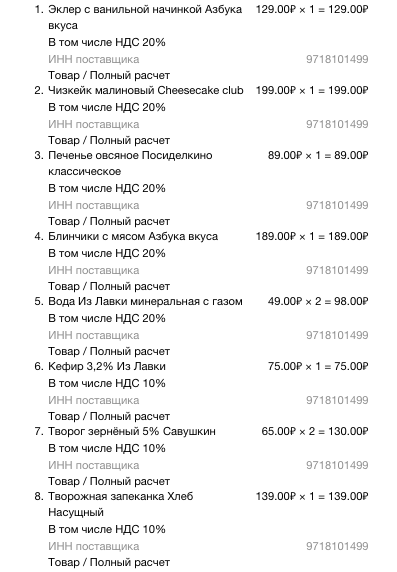 1. Эклер с ванильной начинкой Азбука 129.00₽ × 1 = 129.00₽
вкуса
В том числе НДС 20%
ИНН поставщика 9718101499
Товар / Полный расчет
2. Чизкейк малиновый Cheesecake club 199.00₽ × 1 = 199.00₽
В том числе НДС 20%
ИНН поставщика 9718101499
Товар / Полный расчет
3. Печенье овсяное Посиделкино 89.00₽ × 1 = 89.00₽
классическое
В том числе НДС 20%
ИНН поставщика 9718101499
Товар / Полный расчет
4. Блинчики с мясом Азбука вкуса 189.00₽ × 1 = 189.00₽
В том числе НДС 20%
ИНН поставщика 9718101499
Товар / Полный расчет
5. Вода Из Лавки минеральная с газом 49.00₽ × 2 = 98.00₽
В том числе НДС 20%
ИНН поставщика 9718101499
Товар / Полный расчет
6. Кефир 3,2% Из Лавки 75.00₽ × 1 = 75.00₽
В том числе НДС 10%
ИНН поставщика 9718101499
Товар / Полный расчет
7. Творог зернёный 5% Савушкин 65.00₽ × 2 = 130.00₽
В том числе НДС 10%
ИНН поставщика 9718101499
Товар / Полный расчет
8. Творожная запеканка Хлеб 139.00₽ × 1 = 139.00₽
Насущный
В том числе НДС 10%
ИНН поставщика 9718101499
Товар / Полный расчет